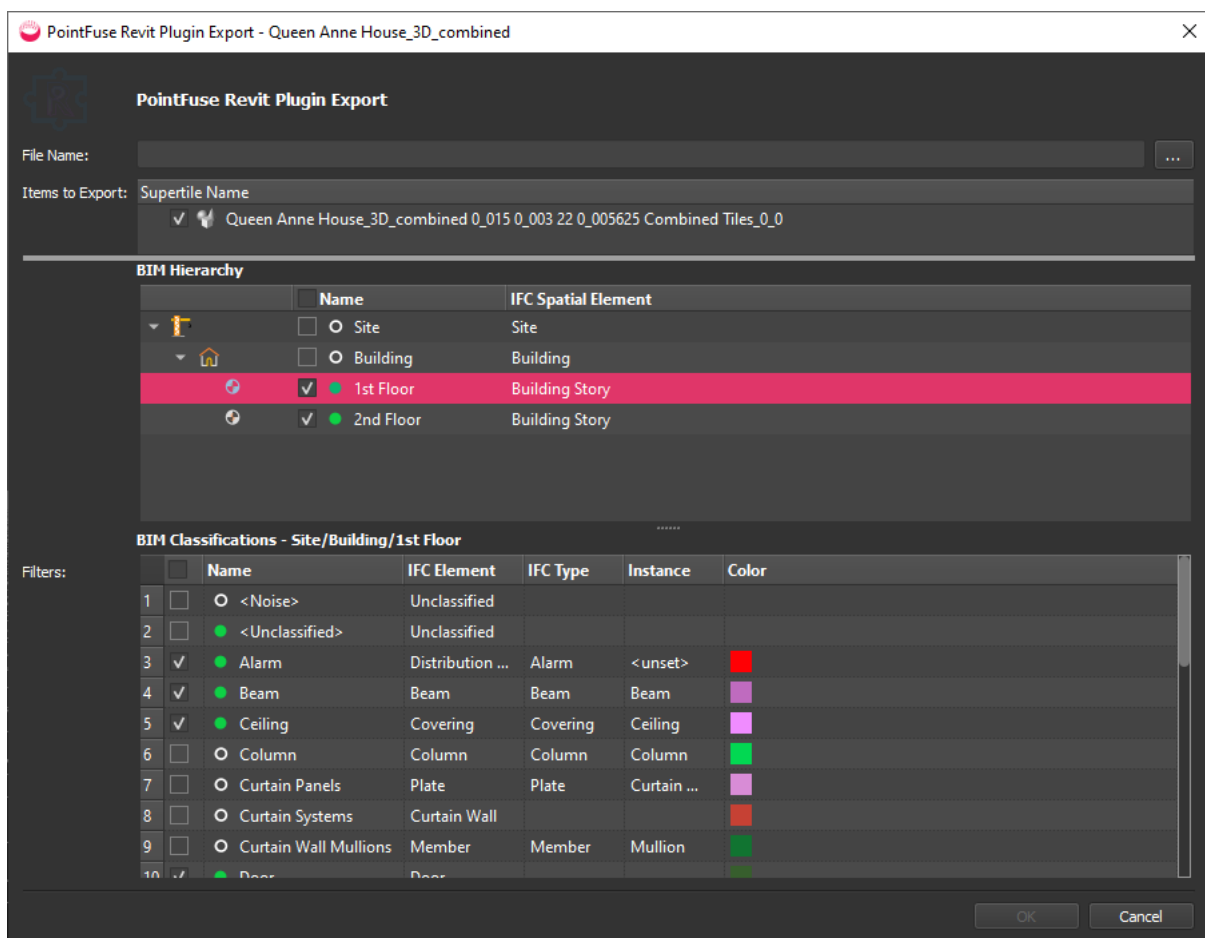 PointFuse Revit Plugin Export - Queen Anne House_3D_combined
PointFuse Revit Plugin Export
File Name:
...
Items to Export: Supertile Name
Queen Anne House_3D_combined 0_015 0_003 22 0_005625 Combined Tiles_0_0
BIM Hierarchy
Name IFC Spatial Element
Site Site
Building Building
1st Floor Building Story
2nd Floor Building Story
BIM Classifications - Site/Building/1st Floor
Filters: Name IFC Element IFC Type Instance Color
1 <Noise> Unclassified
2 <Unclassified> Unclassified
3 Alarm Distribution ... Alarm <unset>
4 Beam Beam Beam Beam
5 Ceiling Covering Covering Ceiling
6 Column Column Column Column
7 Curtain Panels Plate Plate Curtain ...
8 Curtain Systems Curtain Wall
9 Curtain Wall Mullions Member Member Mullion
10 Door Door
OK Cancel